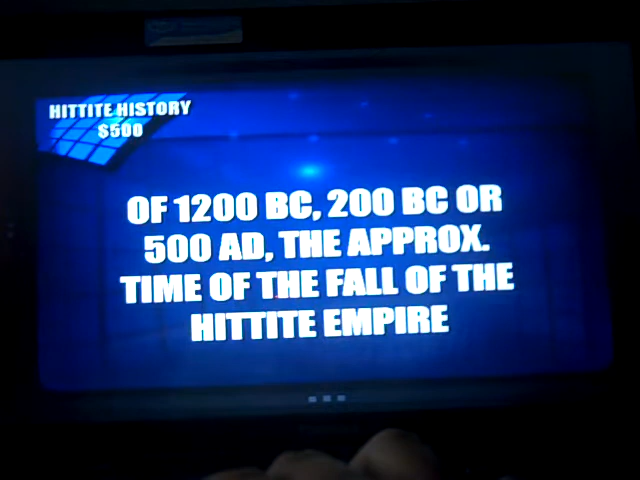 HITTITE HISTORY
$500
OF 1200 BC, 200 BC OR
500 AD, THE APPROX.
TIME OF THE FALL OF THE
HITTITE EMPIRE